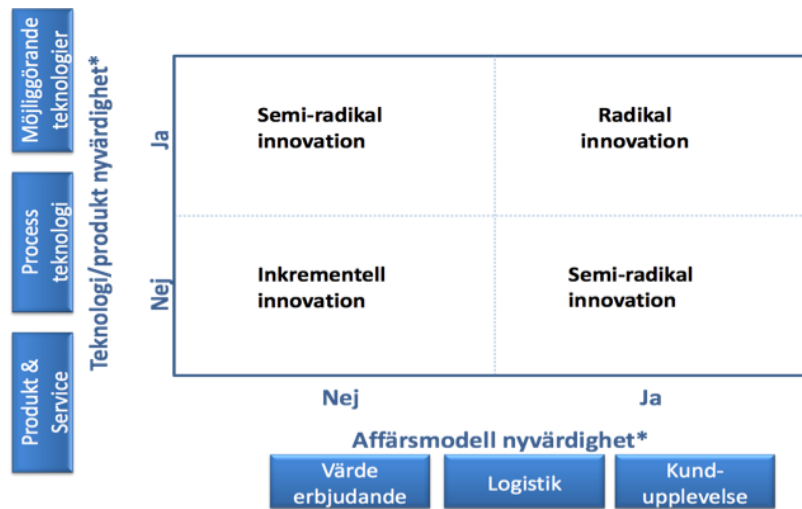 Möjliggörande
teknologier
Process
teknologi
Produkt &
Service
Teknologi/produkt nyvärdighet*
Ja
Nej
Semi-radikal
innovation
Radikal
innovation
Inkrementell
innovation
Semi-radikal
innovation
Nej
Ja
Affärsmodell nyvärdighet*
Värde
erbjudande
Logistik
Kund-
upplevelse